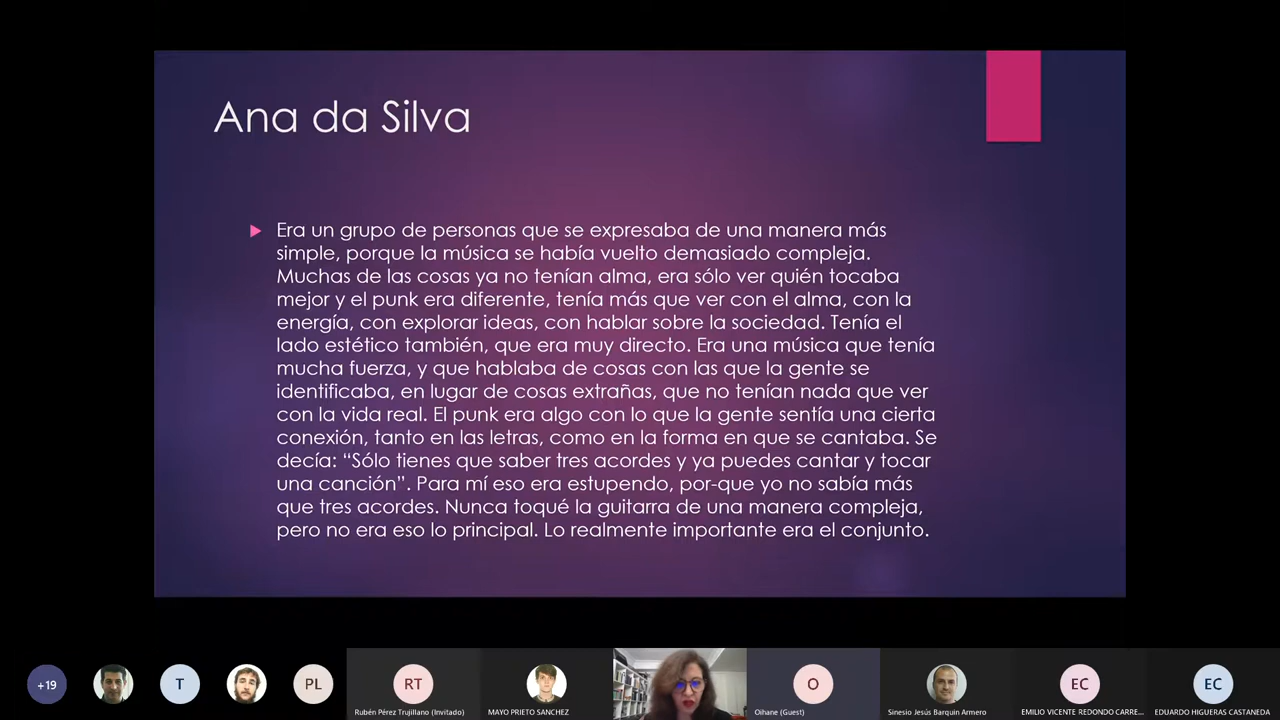 Ana da Silva
Era un grupo de personas que se expresaba de una manera más
simple, porque la música se había vuelto demasiado compleja.
Muchas de las cosas ya no tenían alma, era sólo ver quién tocaba
mejor y el punk era diferente, tenía más que ver con el alma, con la
energía, con explorar ideas, con hablar sobre la sociedad. Tenía el
lado estético también, que era muy directo. Era una música que tenía
mucha fuerza, y que hablaba de cosas con las que la gente se
identificaba, en lugar de cosas extrañas, que no tenían nada que ver
con la vida real. El punk era algo con lo que la gente sentía una cierta
conexión, tanto en las letras, como en la forma en que se cantaba. Se
decía: “Sólo tienes que saber tres acordes y ya puedes cantar y tocar
una canción”. Para mí eso era estupendo, por-que yo no sabía más
que tres acordes. Nunca toqué la guitarra de una manera compleja,
pero no era eso lo principal. Lo realmente importante era el conjunto.
+19
T
PL
RT
O
EC
EC
Rubén Pérez Trujillano (Invitado)
MAYO PRIETO SANCHEZ
Oihane (Guest)
Sinesio Jesús Barquin Armero
EMILIO VICENTE REDONDO CARRE...
EDUARDO HIGUERAS CASTANEDA